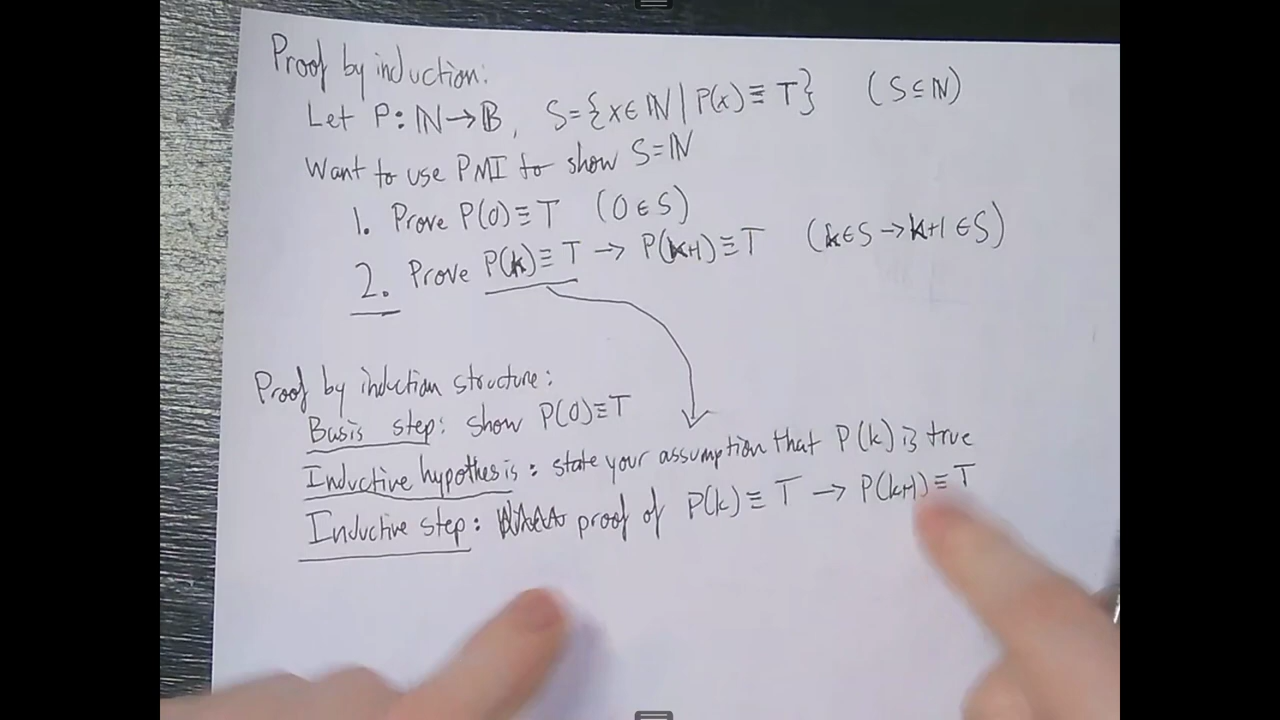 Proof by induction:
Let P: ℕ→𝔹, S={x∈ℕ | P(x)≡T} (S⊆ℕ)
Want to use PMI to show S=ℕ
1. Prove P(0)≡T (0∈S)
2. Prove P(k)≡T → P(k+1)≡T (k∈S→k+1∈S)
Proof by induction structure:
Basis step: show P(0)≡T
Inductive hypothesis: state your assumption that P(k) is true
Inductive step: proof of P(k)≡T → P(k+1)≡T